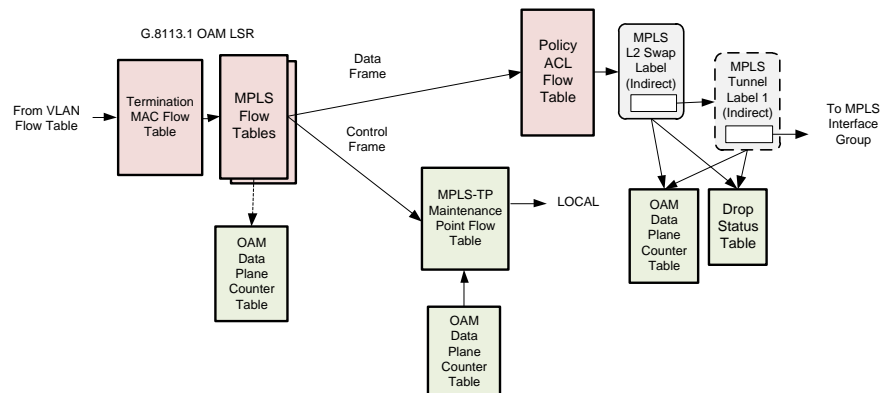 G.8113.1 OAM LSR
From VLAN
Flow Table
Termination
MAC Flow
Table
MPLS
Flow
Tables
Data
Frame
Control
Frame
Policy
ACL
Flow
Table
MPLS
L2 Swap
Label
(Indirect)
MPLS
Tunnel
Label 1
(Indirect)
To MPLS
Interface
Group
OAM
Data
Plane
Counter
Table
MPLS-TP
Maintenance
Point Flow
Table
LOCAL
OAM
Data
Plane
Counter
Table
Drop
Status
Table
OAM
Data
Plane
Counter
Table